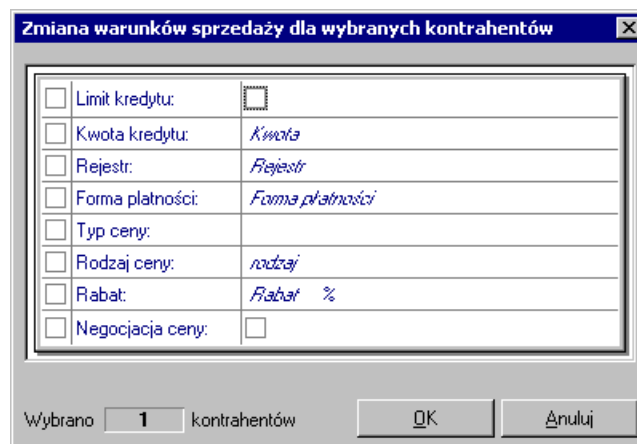 Zmiana warunków sprzedaży dla wybranych kontrahentów
Limit kredytu:
Kwota kredytu: Kwota
Rejestr: Rejestr
Forma płatności: Forma płatności
Typ ceny:
Rodzaj ceny: rodzaj
Rabat: Rabat %
Negocjacja ceny:
Wybrano 1 kontrahentów OK Anuluj